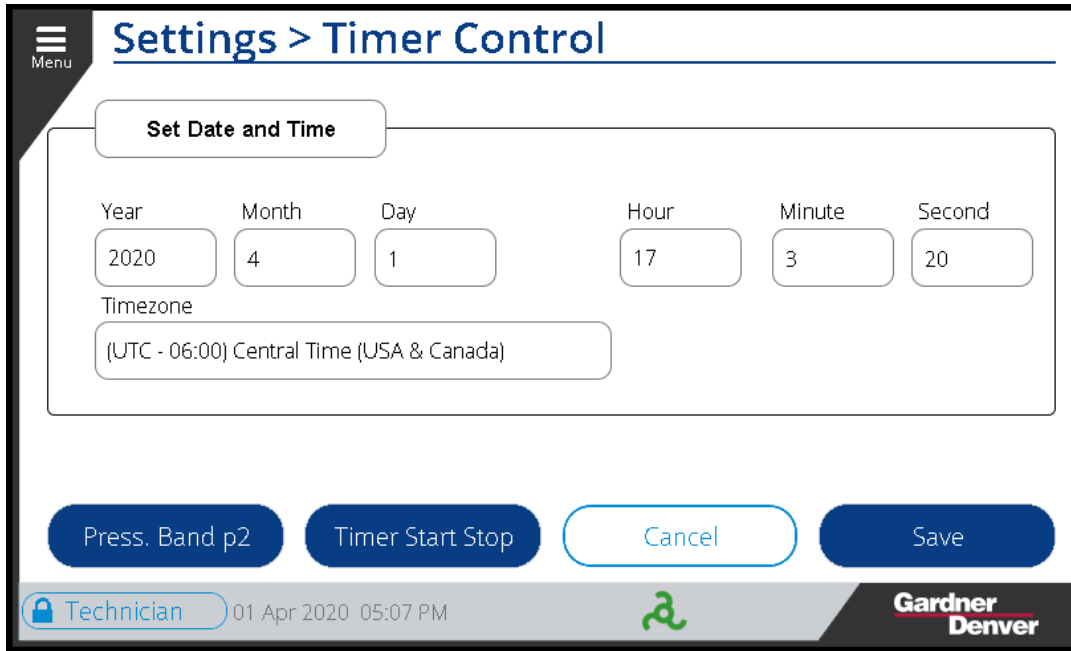 Settings > Timer Control
Menu
Set Date and Time
Year Month Day Hour Minute Second
2020 4 1 17 3 20
Timezone
(UTC - 06:00) Central Time (USA & Canada)
Press. Band p2 Timer Start Stop Cancel Save
Technician 01 Apr 2020 05:07 PM
Gardner
Denver